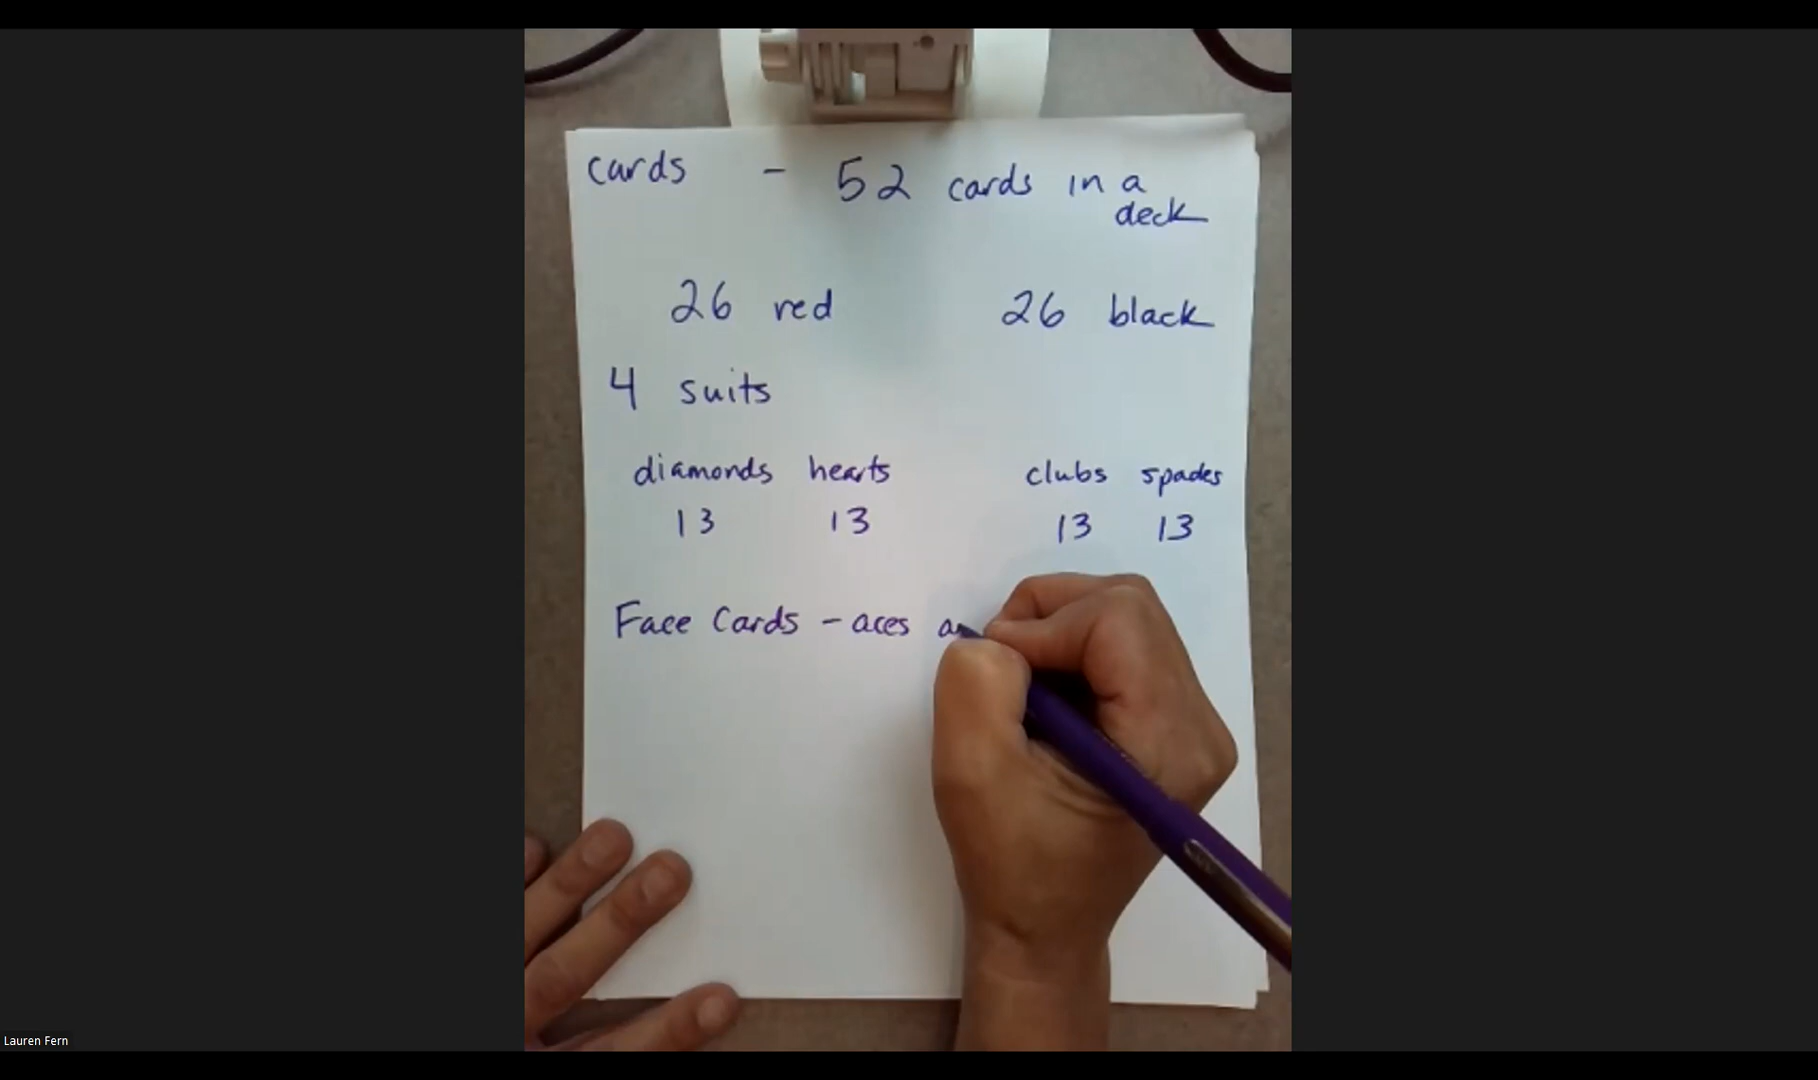 cards - 52 cards in a
deck
26 red 26 black
4 suits
diamonds hearts clubs spades
13 13 13 13
Face Cards - aces
Lauren Fern